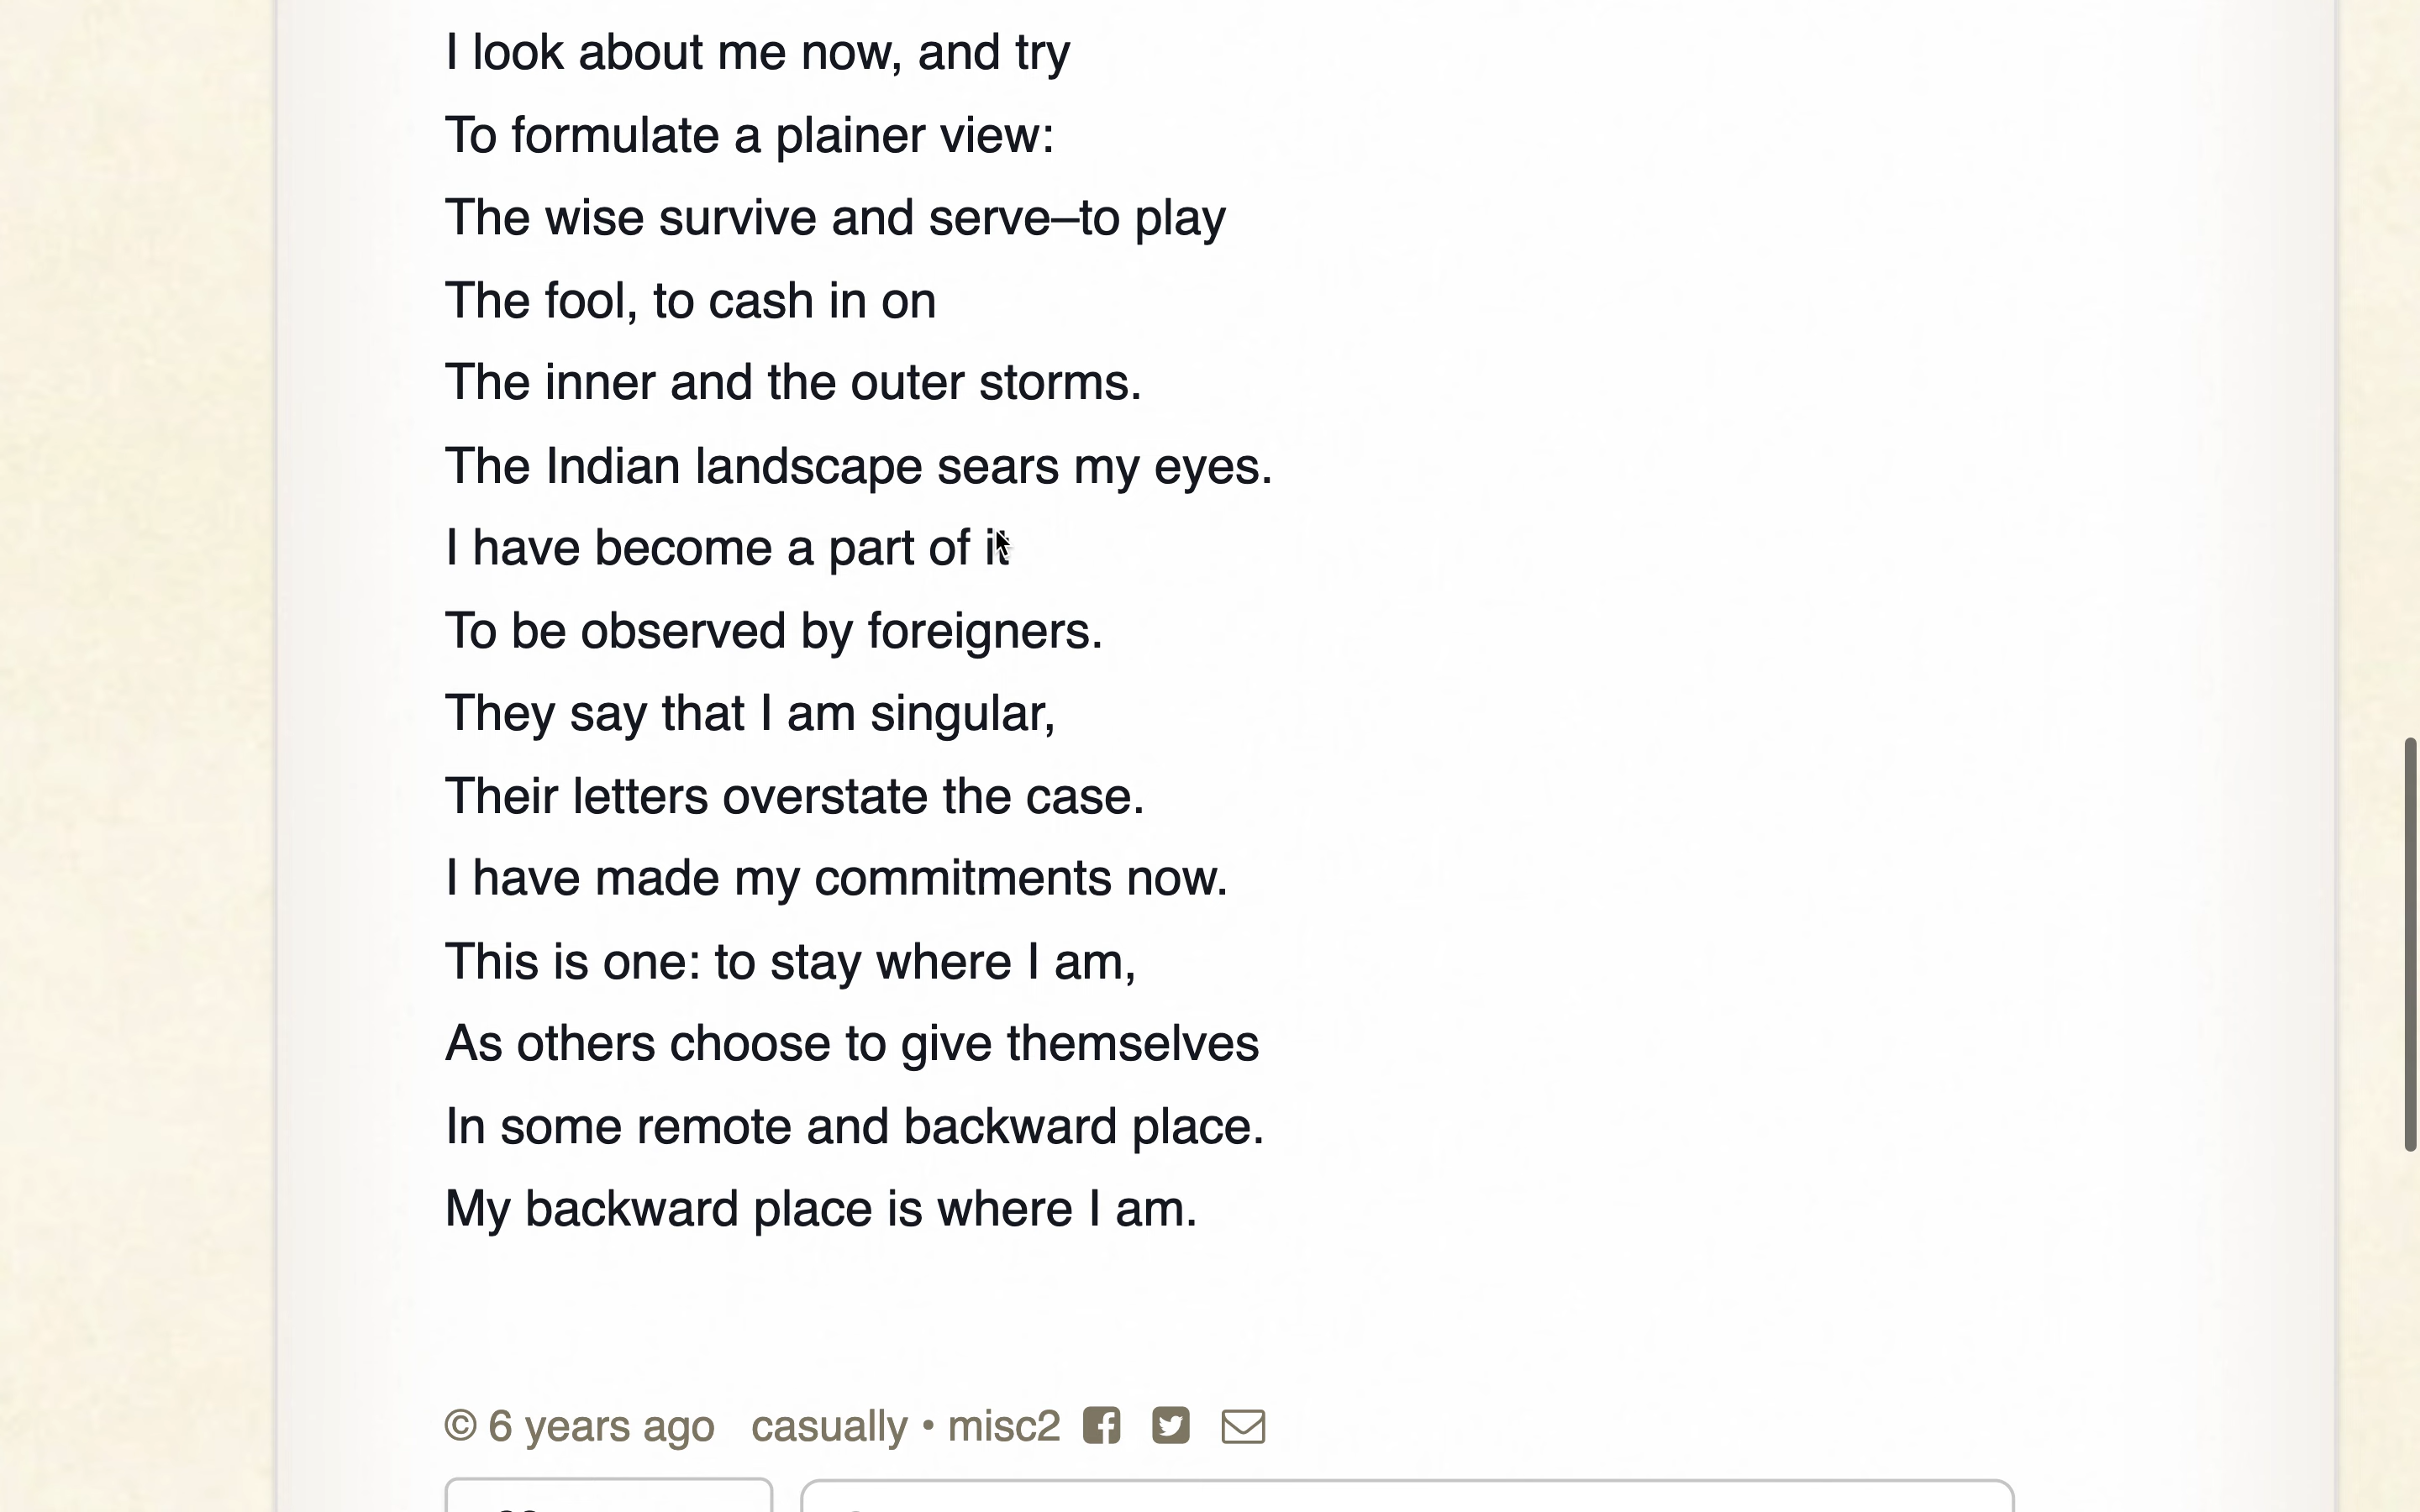 I look about me now, and try
To formulate a plainer view:
The wise survive and serve–to play
The fool, to cash in on
The inner and the outer storms.
The Indian landscape sears my eyes.
I have become a part of it
To be observed by foreigners.
They say that I am singular,
Their letters overstate the case.
I have made my commitments now.
This is one: to stay where I am,
As others choose to give themselves
In some remote and backward place.
My backward place is where I am.
© 6 years ago casually • misc2